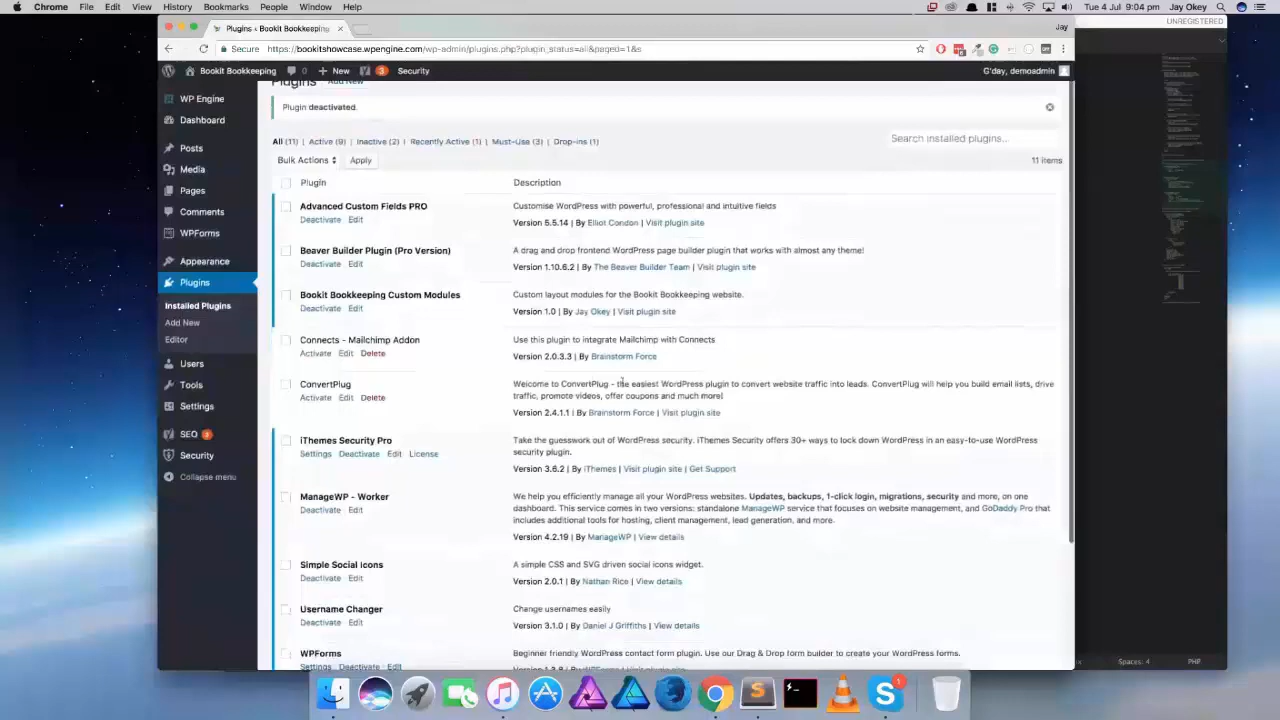 Chrome File Edit View History Bookmarks People Window Help
Tue 4 Jul 9:04 pm Jay Okey
Plugins ‹ Bookit Bookkeeping
Jay
UNREGISTERED
Secure https://bookitshowcase.wpengine.com/wp-admin/plugins.php?plugin_status=all&paged=1&s
Bookit Bookkeeping 0 + New 3 Security
G'day, demoadmin
WP Engine
Dashboard
Posts
Media
Pages
Comments
WPForms
Appearance
Plugins
Installed Plugins
Add New
Editor
Users
Tools
Settings
SEO
Security
Collapse menu
Plugins Add New
Plugin deactivated.
All (11) | Active (9) | Inactive (2) | Recently Active (1) | Must-Use (3) | Drop-ins (1)
Search installed plugins...
Bulk Actions Apply
11 items
Plugin Description
Advanced Custom Fields PRO
Deactivate Edit
Customise WordPress with powerful, professional and intuitive fields
Version 5.5.14 | By Elliot Condon | Visit plugin site
Beaver Builder Plugin (Pro Version)
Deactivate Edit
A drag and drop frontend WordPress page builder plugin that works with almost any theme!
Version 1.10.6.2 | By The Beaver Builder Team | Visit plugin site
Bookit Bookkeeping Custom Modules
Deactivate Edit
Custom layout modules for the Bookit Bookkeeping website.
Version 1.0 | By Jay Okey | Visit plugin site
Connects - Mailchimp Addon
Activate Edit Delete
Use this plugin to integrate Mailchimp with Connects
Version 2.0.3.3 | By Brainstorm Force
ConvertPlug
Activate Edit Delete
Welcome to ConvertPlug - the easiest WordPress plugin to convert website traffic into leads. ConvertPlug will help you build email lists, drive
traffic, promote videos, offer coupons and much more!
Version 2.4.1.1 | By Brainstorm Force | Visit plugin site
iThemes Security Pro
Settings Deactivate Edit License
Take the guesswork out of WordPress security. iThemes Security offers 30+ ways to lock down WordPress in an easy-to-use WordPress
security plugin.
Version 3.6.2 | By iThemes | Visit plugin site | Get Support
ManageWP - Worker
Deactivate Edit
We help you efficiently manage all your WordPress websites. Updates, backups, 1-click login, migrations, security and more, on one
dashboard. This service comes in two versions: standalone ManageWP service that focuses on website management, and GoDaddy Pro that
includes additional tools for hosting, client management, lead generation, and more.
Version 4.2.19 | By ManageWP | View details
Simple Social Icons
Deactivate Edit
A simple CSS and SVG driven social icons widget.
Version 2.0.1 | By Nathan Rice | View details
Username Changer
Deactivate Edit
Change usernames easily
Version 3.1.0 | By Daniel J Griffiths | View details
WPForms
Settings Deactivate Edit
Beginner friendly WordPress contact form plugin. Use our Drag & Drop form builder to create your WordPress forms.
Spaces: 4 PHP
1